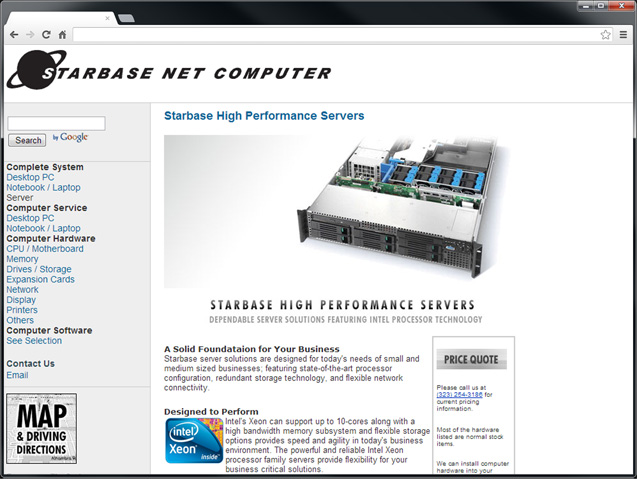 STARBASE NET COMPUTER
Search by Google
Complete System
Desktop PC
Notebook / Laptop
Server
Computer Service
Desktop PC
Notebook / Laptop
Computer Hardware
CPU / Motherboard
Memory
Drives / Storage
Expansion Cards
Network
Display
Printers
Others
Computer Software
See Selection
Contact Us
Email
MAP
& DRIVING
DIRECTIONS
Starbase High Performance Servers
STARBASE HIGH PERFORMANCE SERVERS
DEPENDABLE SERVER SOLUTIONS FEATURING INTEL PROCESSOR TECHNOLOGY
A Solid Foundataion for Your Business
Starbase server solutions are designed for today's needs of small and
medium sized businesses; featuring state-of-the-art processor
configuration, redundant storage technology, and flexible network
connectivity.
Designed to Perform
intel
Xeon
inside
Intel's Xeon can support up to 10-cores along with a
high bandwidth memory subsystem and flexible storage
options provides speed and agility in today's business
environment. The powerful and reliable Intel Xeon
processor family servers provide flexibility for your
business critical solutions.
PRICE QUOTE
Please call us at
(323) 254-3186 for
current pricing
information.
Most of the hardware
listed are normal stock
items.
We can install computer
hardware into your